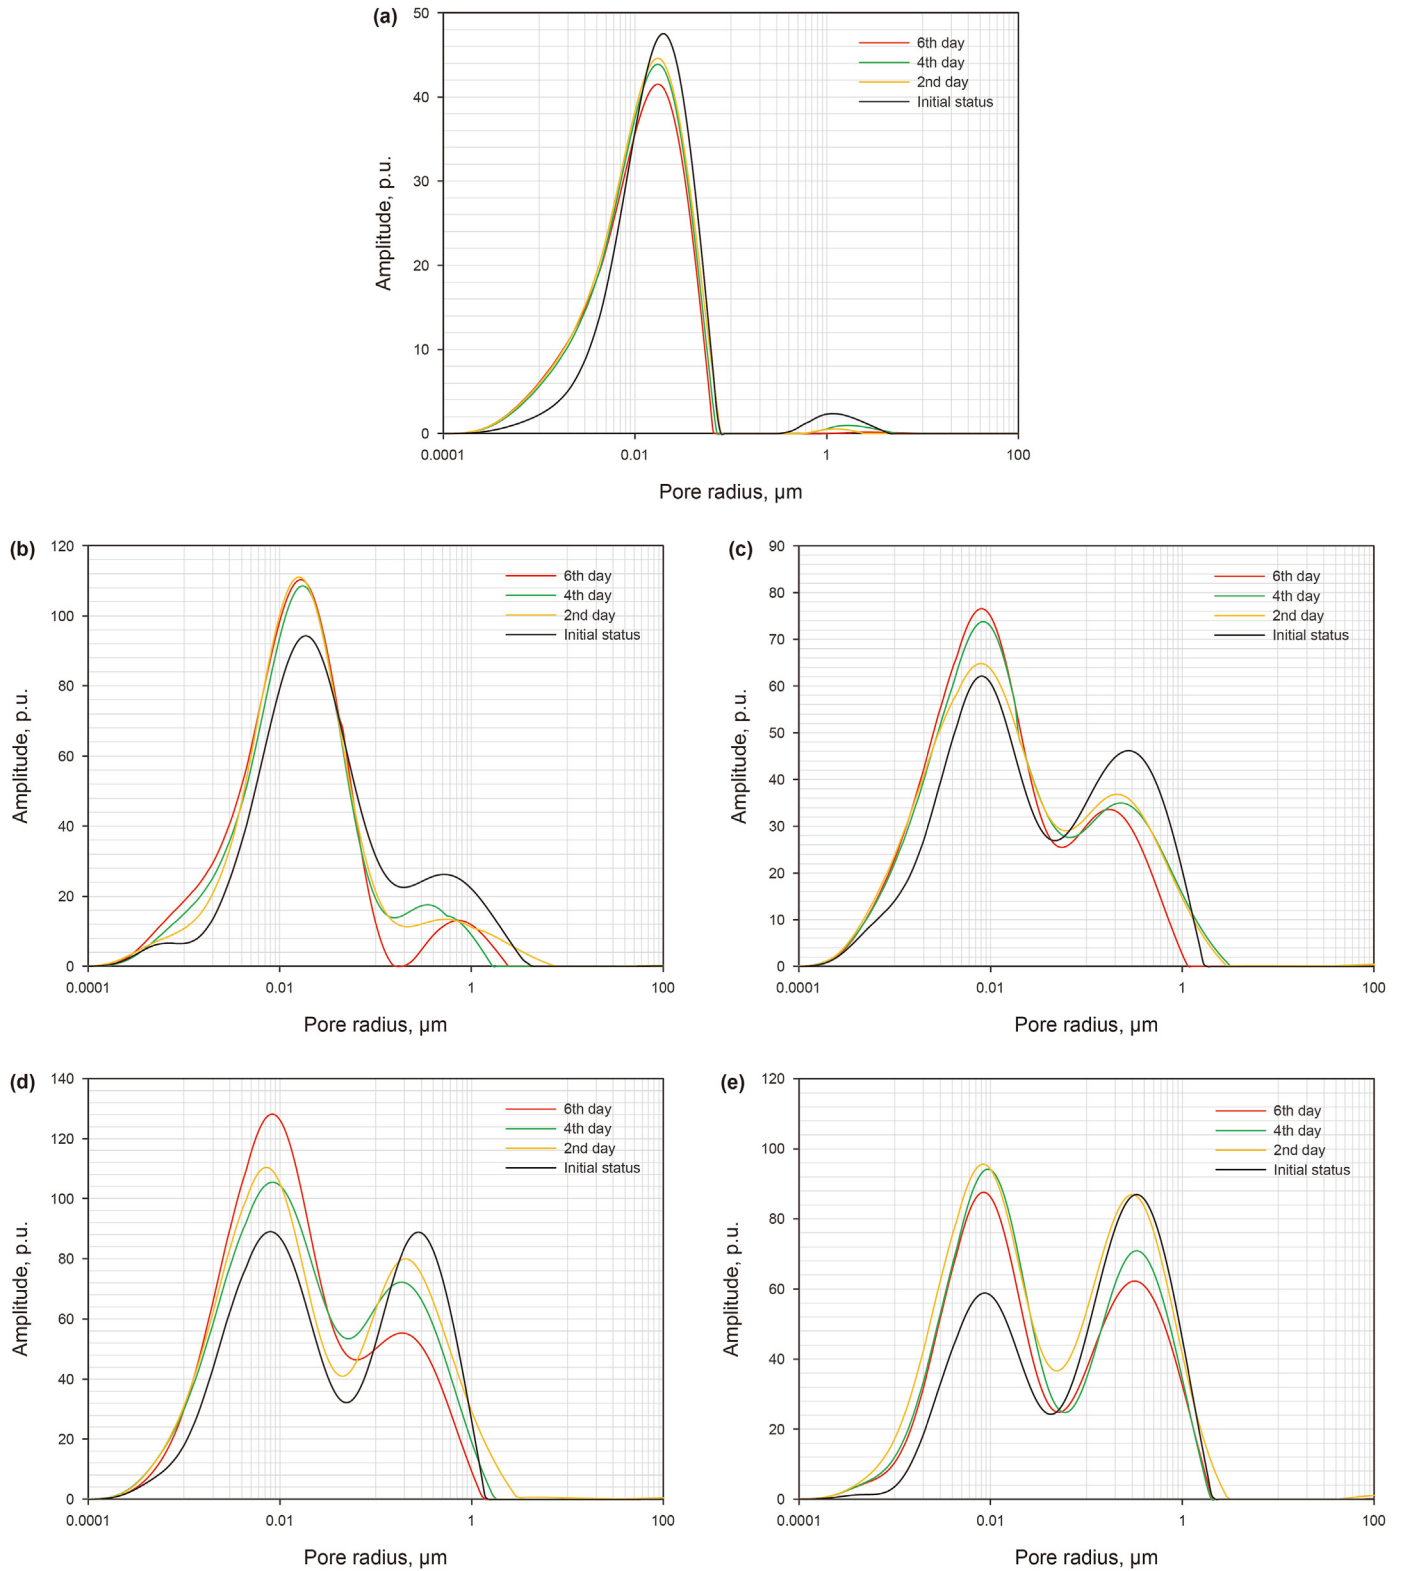 (a)
50
40
30
20
10
0
Amplitude, p.u.
6th day
4th day
2nd day
Initial status
0.0001 0.01 1 100
Pore radius, µm
(b)
120
100
80
60
40
20
0
Amplitude, p.u.
6th day
4th day
2nd day
Initial status
0.0001 0.01 1 100
Pore radius, µm
(c)
90
80
70
60
50
40
30
20
10
0
Amplitude, p.u.
6th day
4th day
2nd day
Initial status
0.0001 0.01 1 100
Pore radius, µm
(d)
140
120
100
80
60
40
20
0
Amplitude, p.u.
6th day
4th day
2nd day
Initial status
0.0001 0.01 1 100
Pore radius, µm
(e)
120
100
80
60
40
20
0
Amplitude, p.u.
6th day
4th day
2nd day
Initial status
0.0001 0.01 1 100
Pore radius, µm